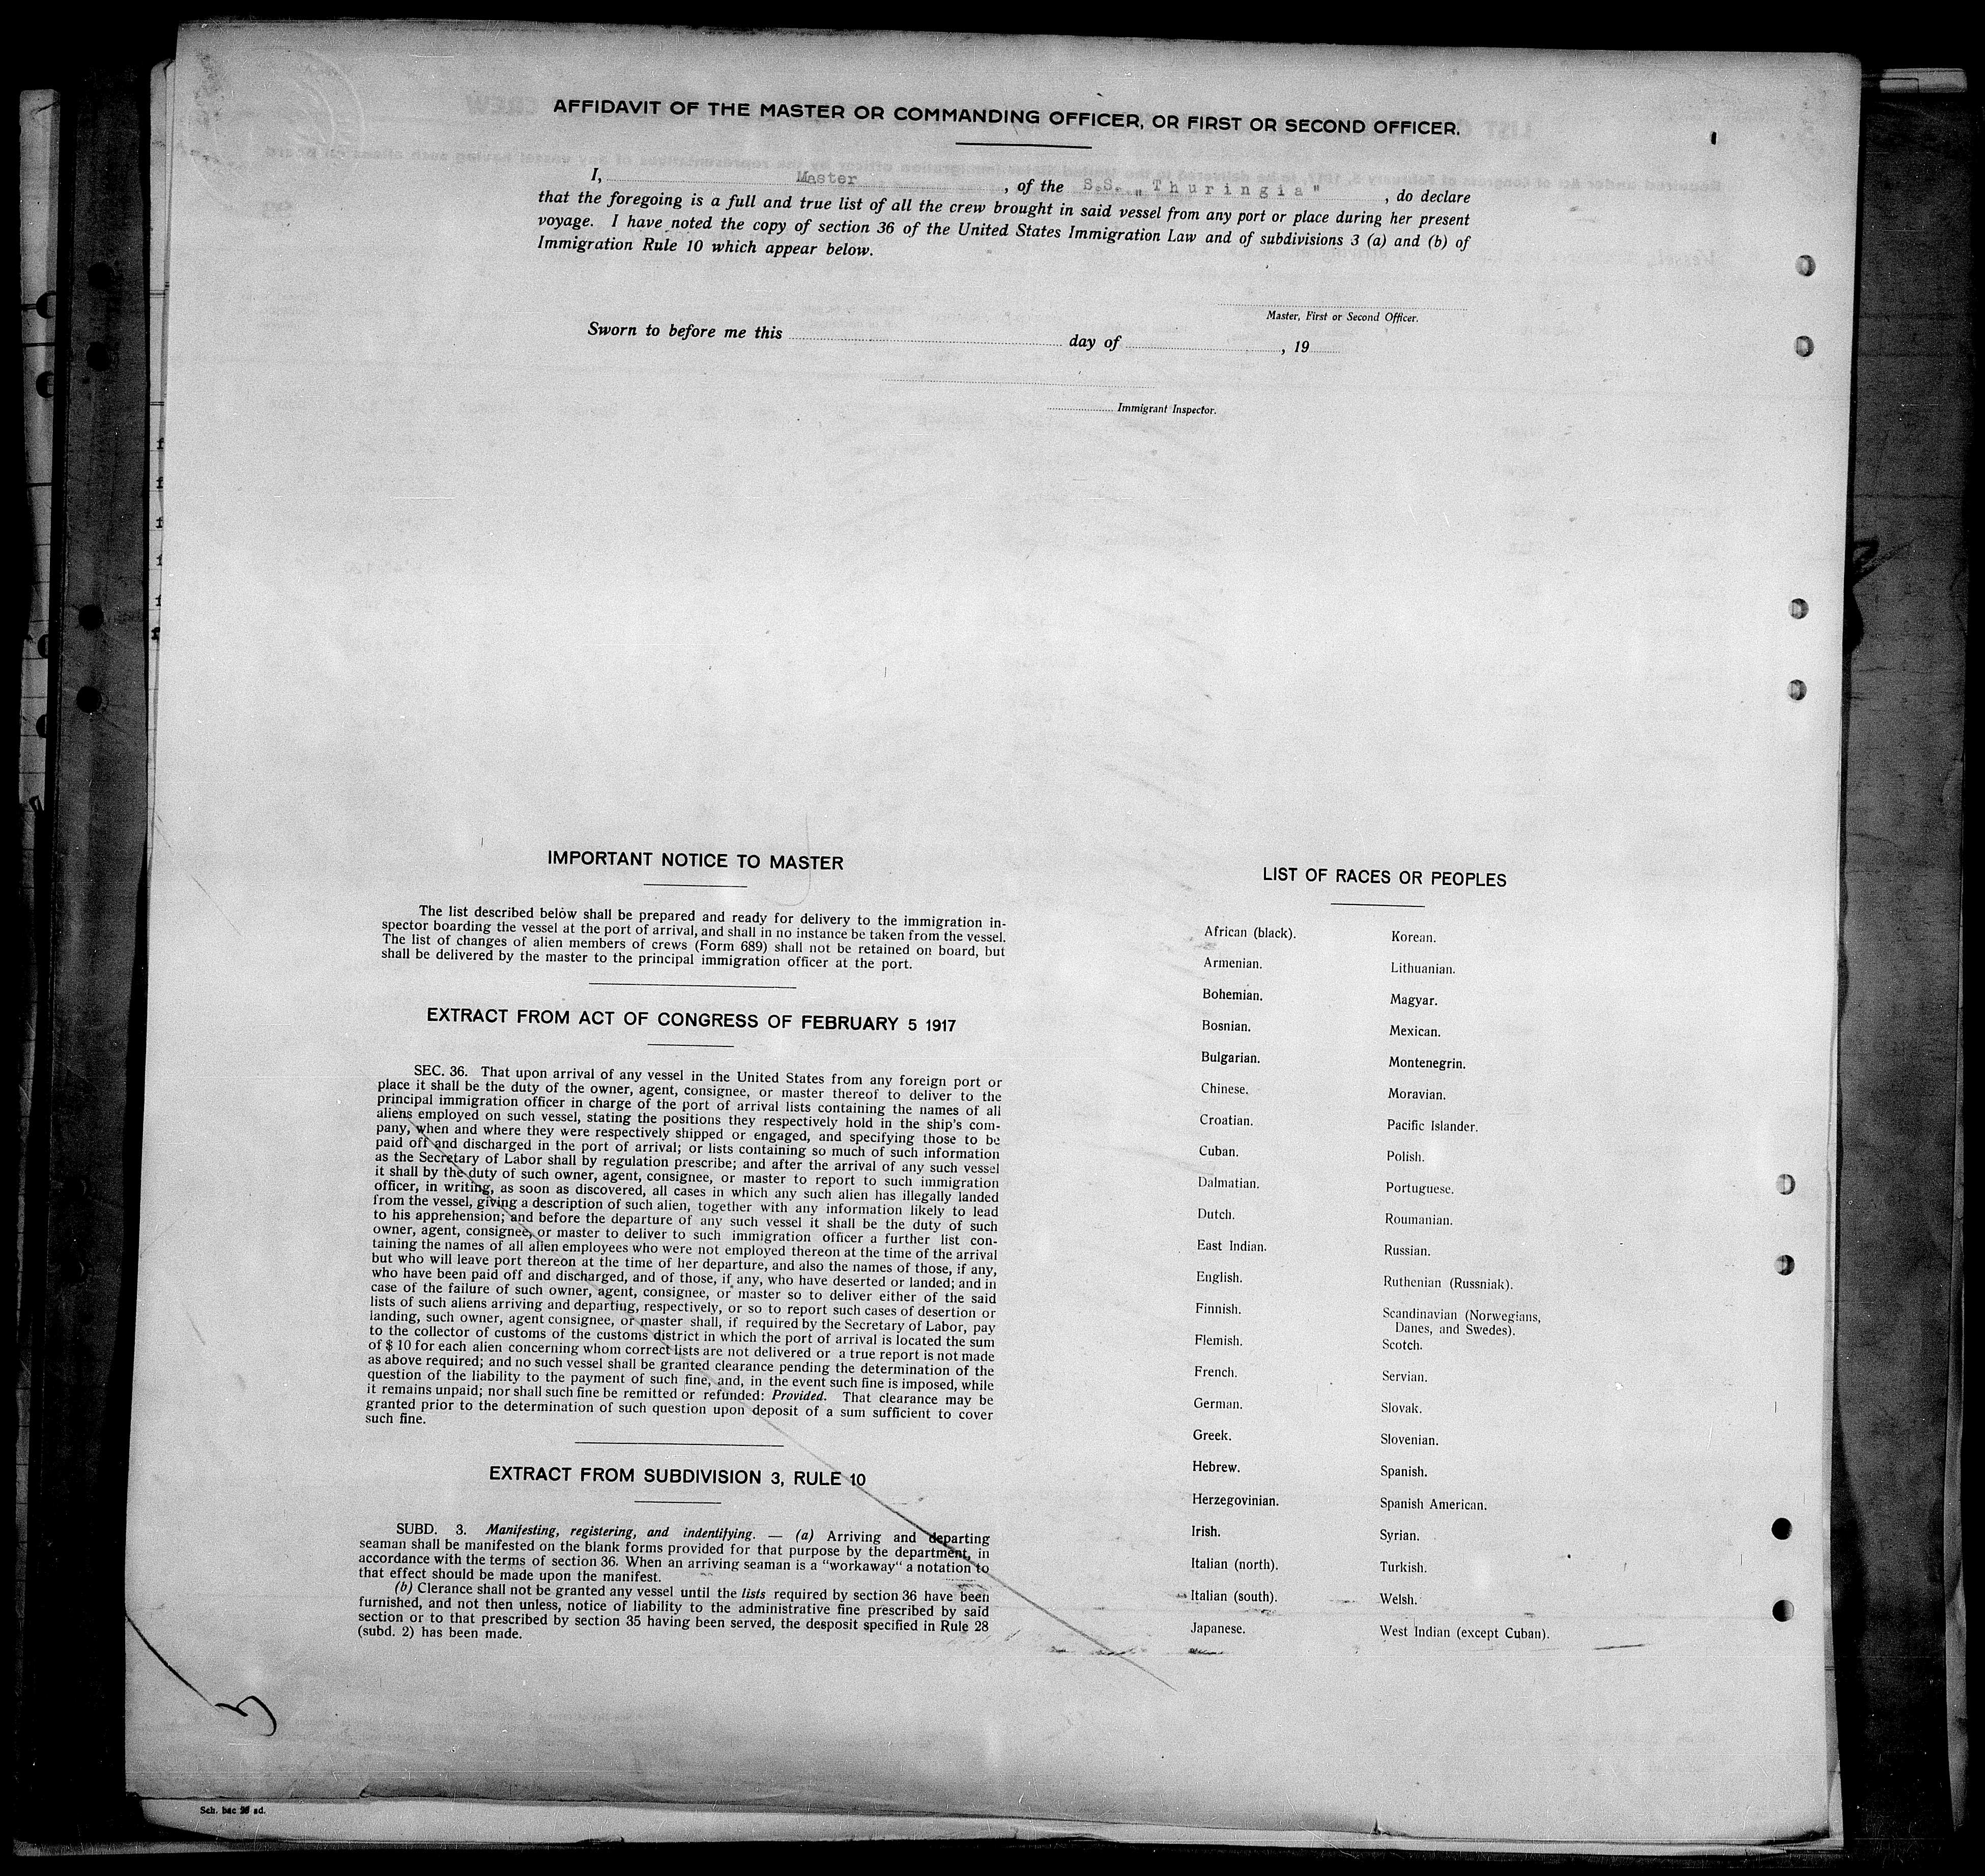 AFFIDAVIT OF THE MASTER OR COMMANDING OFFICER, OR FIRST OR SECOND OFFICER.
I, Master, of the S.S. "Thuringia", do declare
that the foregoing is a full and true list of all the crew brought in said vessel from any port or place during her present
voyage. I have noted the copy of section 36 of the United States Immigration Law and of subdivisions 3 (a) and (b) of
Immigration Rule 10 which appear below.
Master, First or Second Officer.
Sworn to before me this day of , 19
Immigrant Inspector.
IMPORTANT NOTICE TO MASTER
The list described below shall be prepared and ready for delivery to the immigration in-
spector boarding the vessel at the port of arrival, and shall in no instance be taken from the vessel.
The list of changes of alien members of crews (Form 689) shall not be retained on board, but
shall be delivered by the master to the principal immigration officer at the port.
EXTRACT FROM ACT OF CONGRESS OF FEBRUARY 5 1917
SEC. 36. That upon arrival of any vessel in the United States from any foreign port or
place it shall be the duty of the owner, agent, consignee, or master thereof to deliver to the
principal immigration officer in charge of the port of arrival lists containing the names of all
aliens employed on such vessel, stating the positions they respectively hold in the ship's com-
pany, when and where they were respectively shipped or engaged, and specifying those to be
paid off and discharged in the port of arrival; or lists containing so much of such information
as the Secretary of Labor shall by regulation prescribe; and after the arrival of any such vessel
it shall by the duty of such owner, agent, consignee, or master to report to such immigration
officer, in writing, as soon as discovered, all cases in which any such alien has illegally landed
from the vessel, giving a description of such alien, together with any information likely to lead
to his apprehension; and before the departure of any such vessel it shall be the duty of such
owner, agent, consignee, or master to deliver to such immigration officer a further list con-
taining the names of all alien employees who were not employed thereon at the time of the arrival
but who will leave port thereon at the time of her departure, and also the names of those, if any,
who have been paid off and discharged, and of those, if any, who have deserted or landed; and in
case of the failure of such owner, agent, consignee, or master so to deliver either of the said
lists of such aliens arriving and departing, respectively, or so to report such cases of desertion or
landing, such owner, agent consignee, or master shall, if required by the Secretary of Labor, pay
to the collector of customs of the customs district in which the port of arrival is located the sum
of $ 10 for each alien concerning whom correct lists are not delivered or a true report is not made
as above required; and no such vessel shall be granted clearance pending the determination of the
question of the liability to the payment of such fine, and, in the event such fine is imposed, while
it remains unpaid; nor shall such fine be remitted or refunded: Provided. That clearance may be
granted prior to the determination of such question upon deposit of a sum sufficient to cover
such fine.
EXTRACT FROM SUBDIVISION 3, RULE 10
SUBD. 3. Manifesting, registering, and indentifying. — (a) Arriving and departing
seaman shall be manifested on the blank forms provided for that purpose by the department, in
accordance with the terms of section 36. When an arriving seaman is a "workaway" a notation to
that effect should be made upon the manifest.
(b) Clerance shall not be granted any vessel until the lists required by section 36 have been
furnished, and not then unless, notice of liability to the administrative fine prescribed by said
section or to that prescribed by section 35 having been served, the desposit specified in Rule 28
(subd. 2) has been made.
LIST OF RACES OR PEOPLES
African (black).
Armenian.
Bohemian.
Bosnian.
Bulgarian.
Chinese.
Croatian.
Cuban.
Dalmatian.
Dutch.
East Indian.
English.
Finnish.
Flemish.
French.
German.
Greek.
Hebrew.
Herzegovinian.
Irish.
Italian (north).
Italian (south).
Japanese.
Korean.
Lithuanian.
Magyar.
Mexican.
Montenegrin.
Moravian.
Pacific Islander.
Polish.
Portuguese.
Roumanian.
Russian.
Ruthenian (Russniak).
Scandinavian (Norwegians,
Danes, and Swedes).
Scotch.
Servian.
Slovak.
Slovenian.
Spanish.
Spanish American.
Syrian.
Turkish.
Welsh.
West Indian (except Cuban).